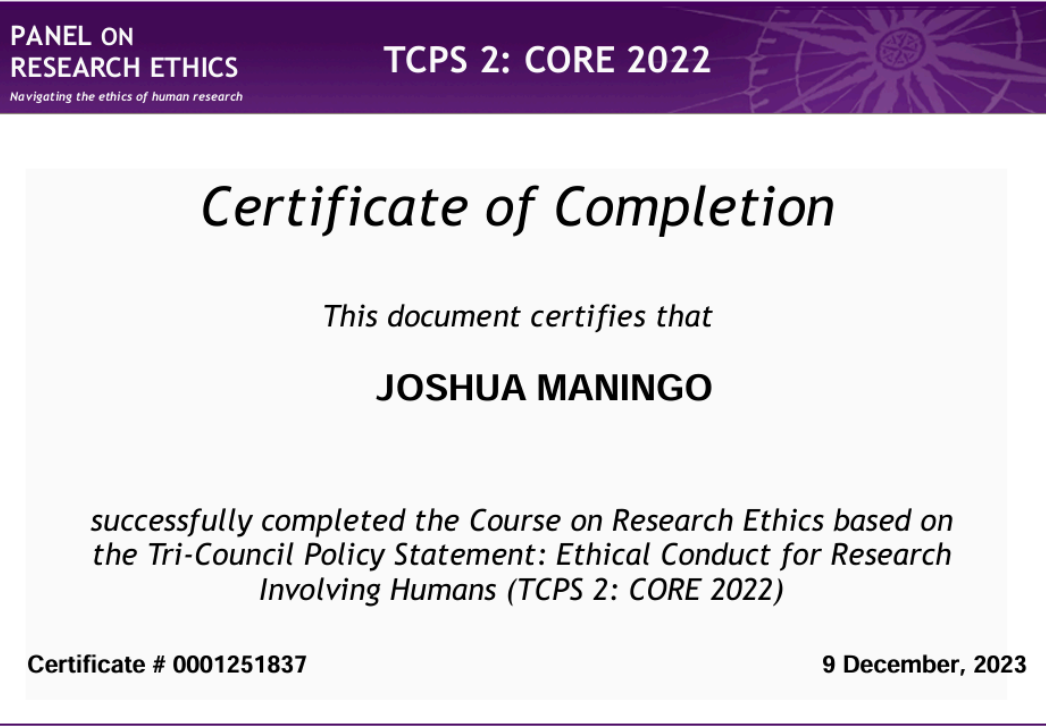 PANEL ON
RESEARCH ETHICS
Navigating the ethics of human research
TCPS 2: CORE 2022
Certificate of Completion
This document certifies that
JOSHUA MANINGO
successfully completed the Course on Research Ethics based on
the Tri-Council Policy Statement: Ethical Conduct for Research
Involving Humans (TCPS 2: CORE 2022)
Certificate # 0001251837
9 December, 2023